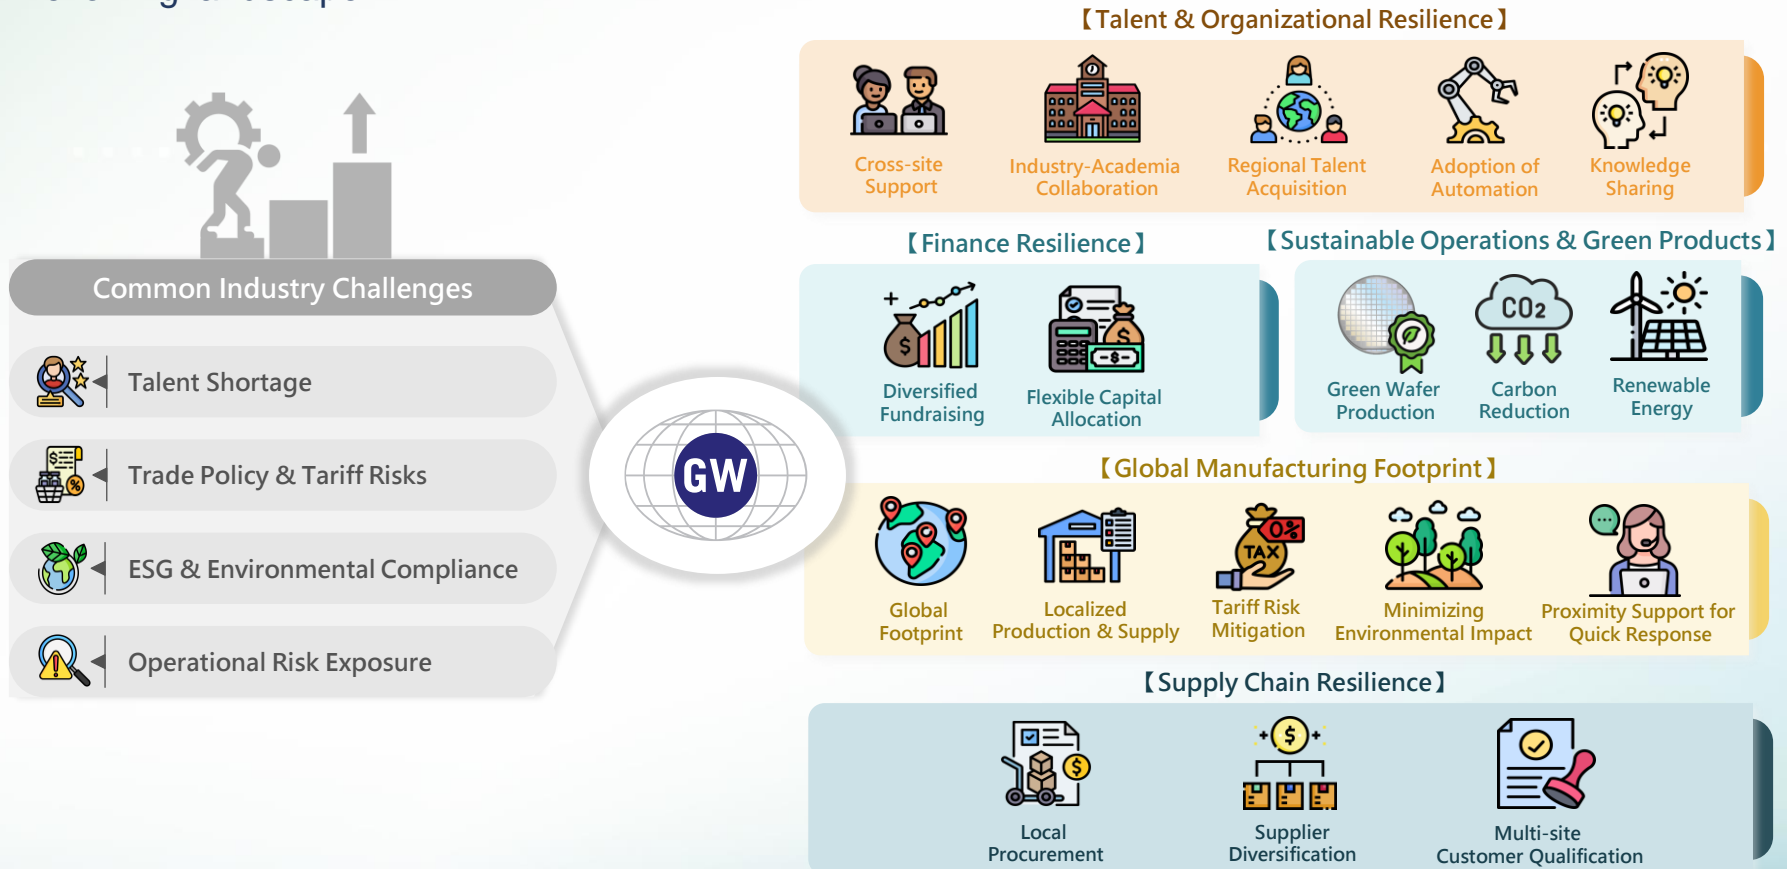 Common Industry Challenges
Talent Shortage
Trade Policy & Tariff Risks
ESG & Environmental Compliance
Operational Risk Exposure
GW
【Talent & Organizational Resilience】
Cross-site
Support
Industry-Academia
Collaboration
Regional Talent
Acquisition
Adoption of
Automation
Knowledge
Sharing
【Finance Resilience】
$
Diversified
Fundraising
$
-$-
Flexible Capital
Allocation
【Sustainable Operations & Green Products】
Green Wafer
Production
CO2
Carbon
Reduction
Renewable
Energy
【Global Manufacturing Footprint】
Global
Footprint
Localized
Production & Supply
0%
TAX
Tariff Risk
Mitigation
Minimizing
Environmental Impact
Proximity Support for
Quick Response
【Supply Chain Resilience】
$
Local
Procurement
+$+
Supplier
Diversification
Multi-site
Customer Qualification